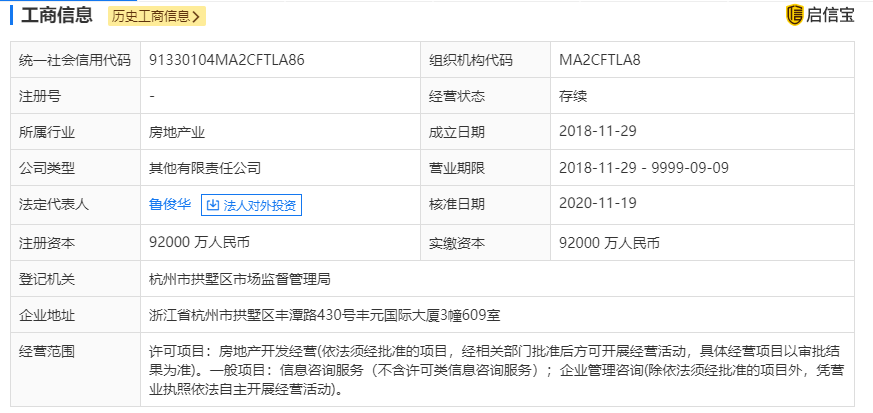 工商信息 历史工商信息> 启信宝
统一社会信用代码 91330104MA2CFTLA86 组织机构代码 MA2CFTLA8
注册号 - 经营状态 存续
所属行业 房地产业 成立日期 2018-11-29
公司类型 其他有限责任公司 营业期限 2018-11-29 - 9999-09-09
法定代表人 鲁俊华 法人对外投资 核准日期 2020-11-19
注册资本 92000 万人民币 实缴资本 92000 万人民币
登记机关 杭州市拱墅区市场监督管理局
企业地址 浙江省杭州市拱墅区丰潭路430号丰元国际大厦3幢609室
经营范围 许可项目：房地产开发经营(依法须经批准的项目，经相关部门批准后方可开展经营活动，具体经营项目以审批结
果为准)。一般项目：信息咨询服务（不含许可类信息咨询服务）；企业管理咨询(除依法须经批准的项目外，凭营
业执照依法自主开展经营活动)。